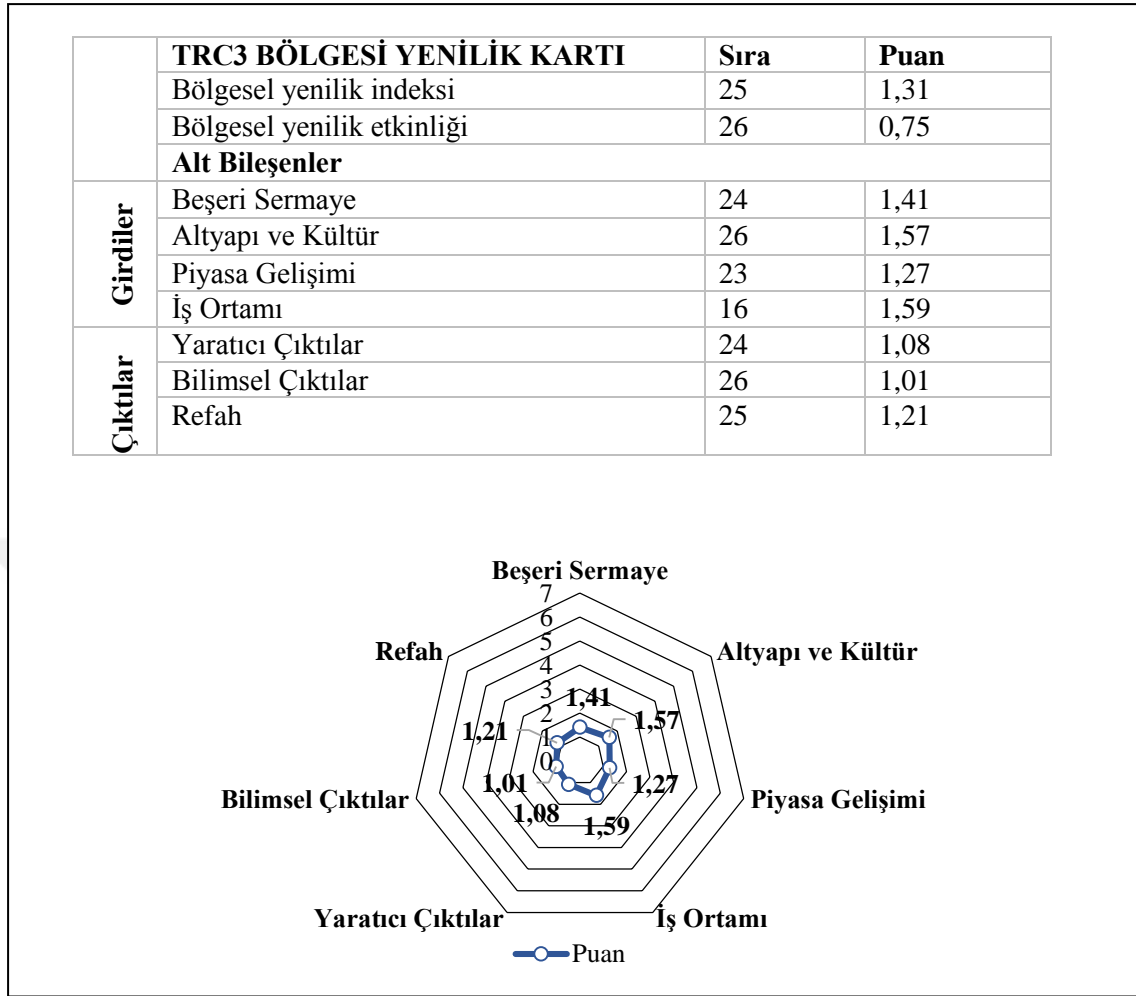 TRC3 BÖLGESİ YENİLİK KARTI Sıra Puan
Bölgesel yenilik indeksi 25 1,31
Bölgesel yenilik etkinliği 26 0,75
Alt Bileşenler
Girdiler
Beşeri Sermaye 24 1,41
Altyapı ve Kültür 26 1,57
Piyasa Gelişimi 23 1,27
İş Ortamı 16 1,59
Çıktılar
Yaratıcı Çıktılar 24 1,08
Bilimsel Çıktılar 26 1,01
Refah 25 1,21
Beşeri Sermaye
7
6
Refah
5
Altyapı ve Kültür
4
3
1,41
2
1,57
1,21
1
0
1,01
1,27
Bilimsel Çıktılar
Piyasa Gelişimi
1,08
1,59
Yaratıcı Çıktılar
İş Ortamı
Puan